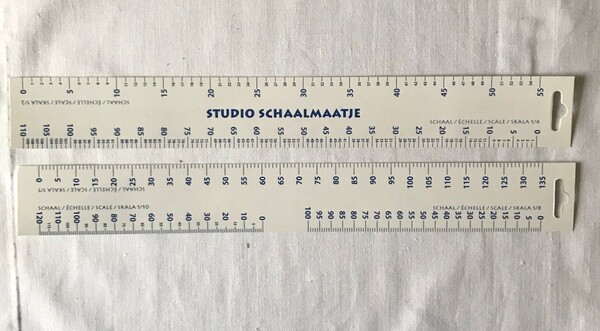 0 5 10 15 20 25 30 35 40 45 50 55
SCHAAL / ÉCHELLE / SCALE / SKALA 1/2
STUDIO SCHAALMAATJE
SCHAAL / ÉCHELLE / SCALE / SKALA 1/4
110 105 100 95 90 85 80 75 70 65 60 55 50 45 40 35 30 25 20 15 10 5 0
0 5 10 15 20 25 30 35 40 45 50 55 60 65 70 75 80 85 90 95 100 105 110 115 120 125 130 135
SCHAAL / ÉCHELLE / SCALE / SKALA 1/5
SCHAAL / ÉCHELLE / SCALE / SKALA 1/10
SCHAAL / ÉCHELLE / SCALE / SKALA 1/8
120 110 100 90 80 70 60 50 40 30 20 10 0
100 95 90 85 80 75 70 65 60 55 50 45 40 35 30 25 20 15 10 5 0